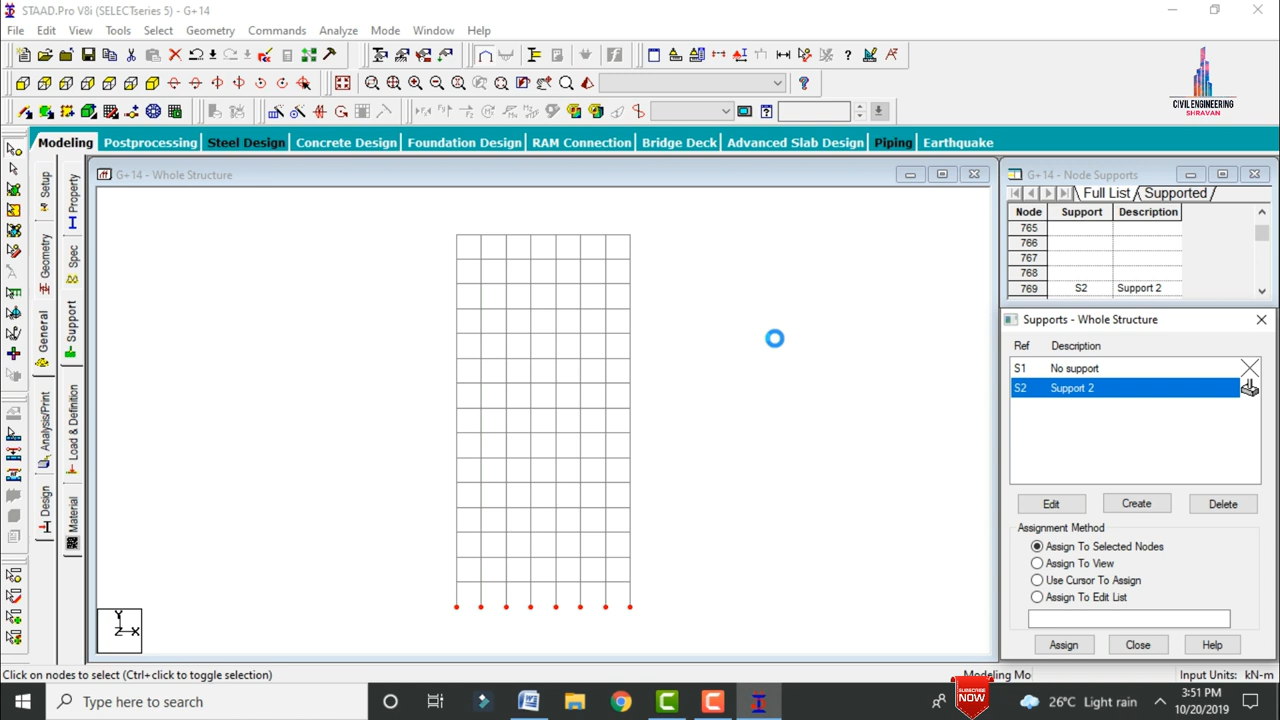 STAAD.Pro V8i (SELECTseries 5) - G+14
File Edit View Tools Select Geometry Commands Analyze Mode Window Help
CIVIL ENGINEERING
SHRAVAN
Modeling Postprocessing Steel Design Concrete Design Foundation Design RAM Connection Bridge Deck Advanced Slab Design Piping Earthquake
G+14 - Whole Structure
G+14 - Node Supports
Full List Supported
Node Support Description
765
766
767
768
769 S2 Support 2
Setup
Geometry
General
Analysis/Print
Design
Property
Spec
Support
Load & Definition
Material
Supports - Whole Structure
Ref Description
S1 No support
S2 Support 2
Edit Create Delete
Assignment Method
Assign To Selected Nodes
Assign To View
Use Cursor To Assign
Assign To Edit List
Assign Close Help
Y
Z X
Click on nodes to select (Ctrl+click to toggle selection)
Modeling Mo
Input Units: kN-m
Type here to search
SUBSCRIBE
NOW
26°C Light rain
3:51 PM
10/20/2019